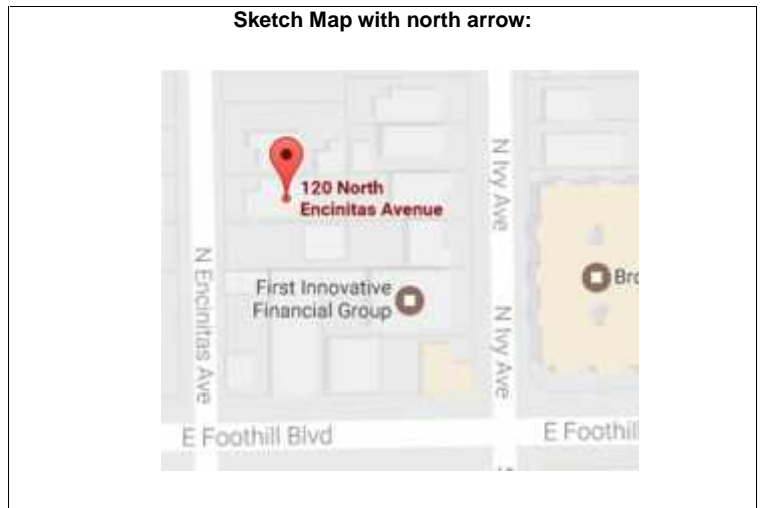 Sketch Map with north arrow:
120 North
Encinitas Avenue
N Ivy Ave
N Encinitas Ave
First Innovative
Financial Group
Bro
N Ivy Ave
E Foothill Blvd
E Foothill